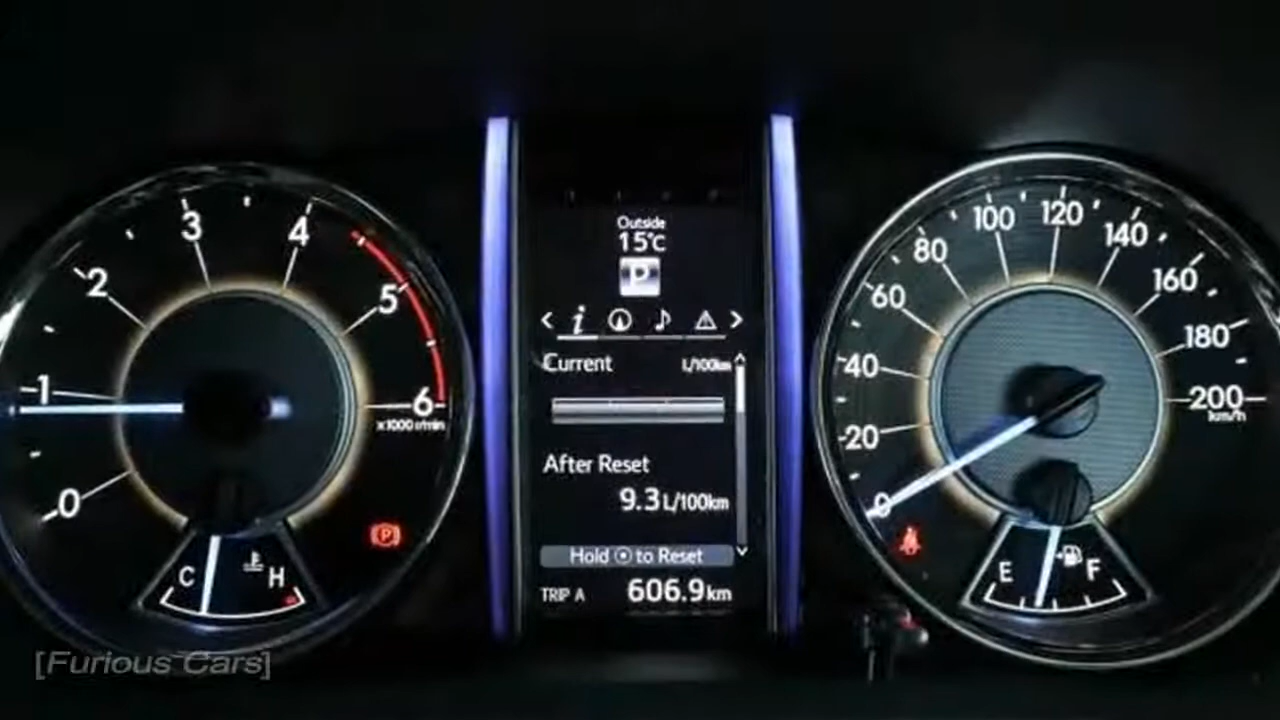 0
1
2
3
4
5
6
x1000 r/min
C
H
P
Outside
15°C
P
i
Current
L/100km
After Reset
9.3 L/100km
Hold to Reset
TRIP A 606.9 km
0
20
40
60
80
100
120
140
160
180
200
km/h
E
F
[Furious Cars]